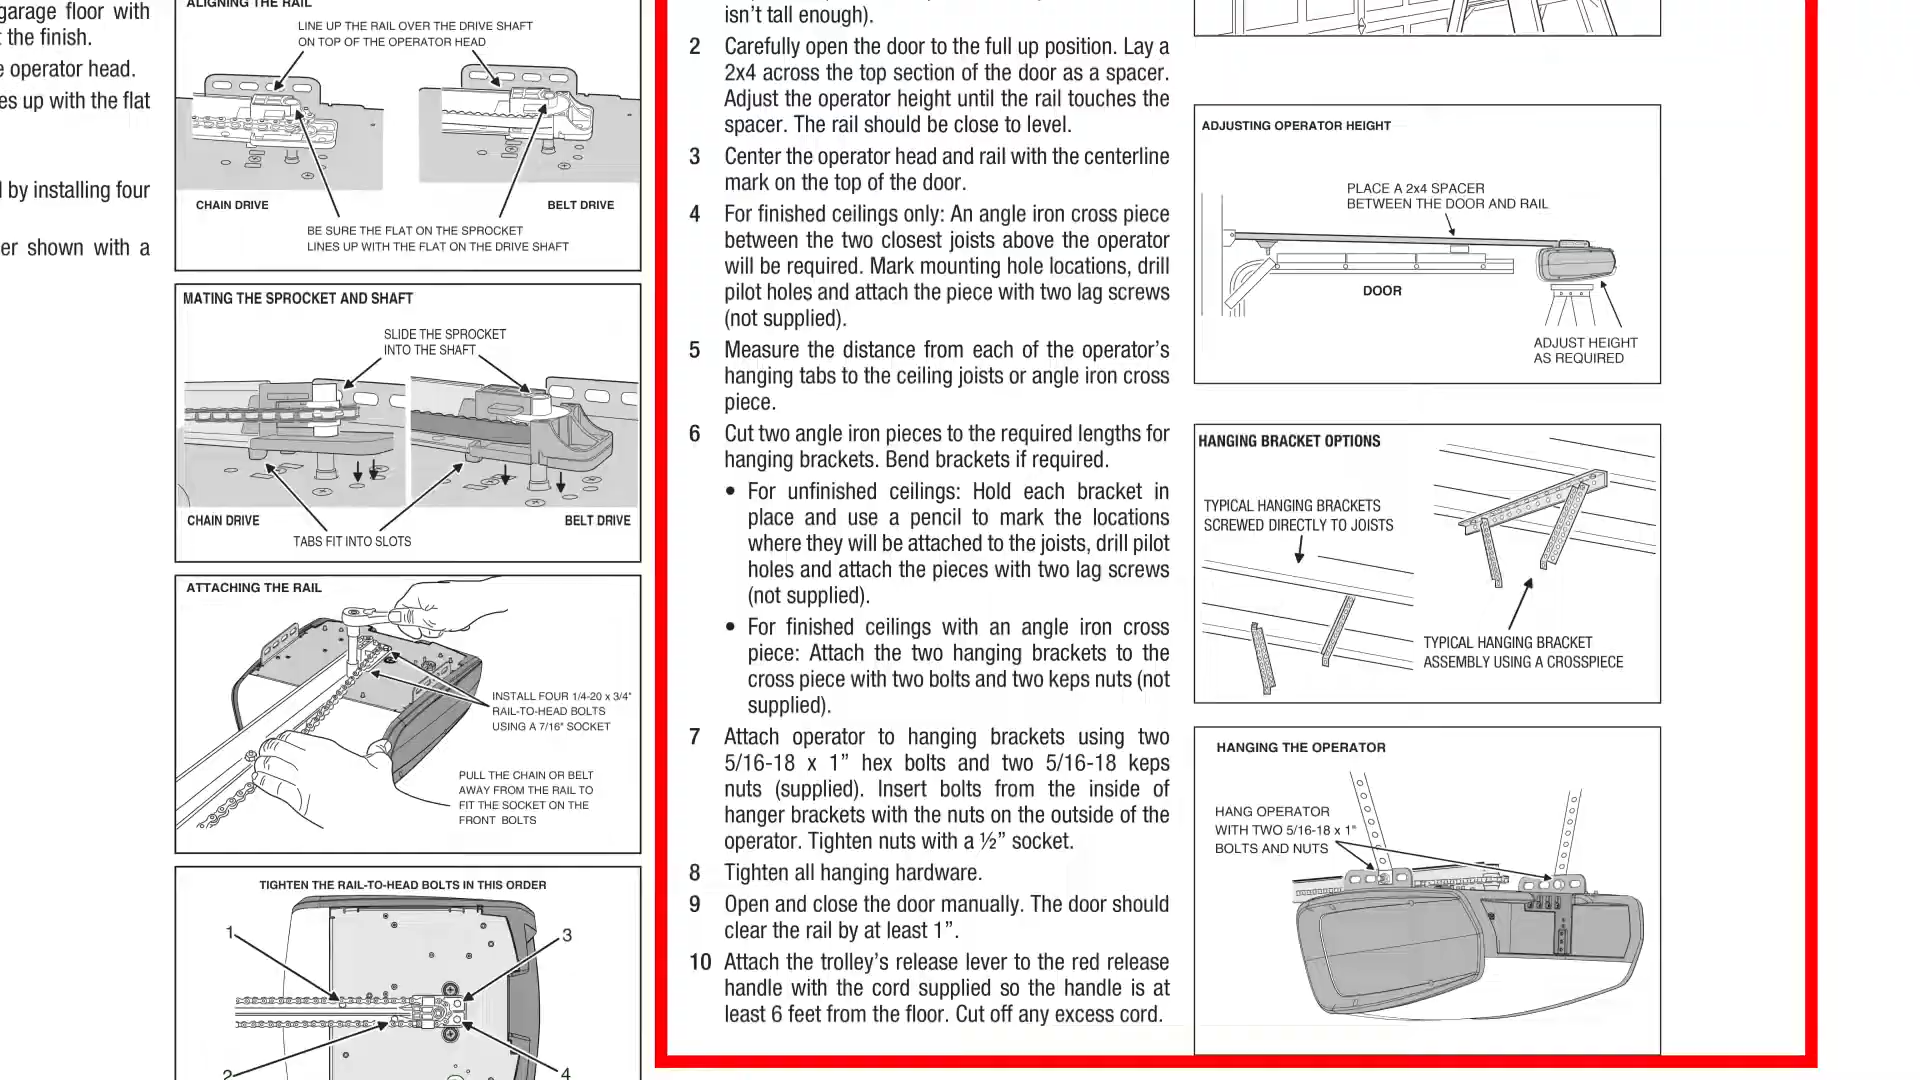 garage floor with
t the finish.
e operator head.
es up with the flat
l by installing four
er shown with a
ALIGNING THE RAIL
LINE UP THE RAIL OVER THE DRIVE SHAFT
ON TOP OF THE OPERATOR HEAD
CHAIN DRIVE
BELT DRIVE
BE SURE THE FLAT ON THE SPROCKET
LINES UP WITH THE FLAT ON THE DRIVE SHAFT
MATING THE SPROCKET AND SHAFT
SLIDE THE SPROCKET
INTO THE SHAFT
CHAIN DRIVE
BELT DRIVE
TABS FIT INTO SLOTS
ATTACHING THE RAIL
INSTALL FOUR 1/4-20 x 3/4"
RAIL-TO-HEAD BOLTS
USING A 7/16" SOCKET
PULL THE CHAIN OR BELT
AWAY FROM THE RAIL TO
FIT THE SOCKET ON THE
FRONT BOLTS
TIGHTEN THE RAIL-TO-HEAD BOLTS IN THIS ORDER
1
3
2
4
isn't tall enough).
2 Carefully open the door to the full up position. Lay a
2x4 across the top section of the door as a spacer.
Adjust the operator height until the rail touches the
spacer. The rail should be close to level.
3 Center the operator head and rail with the centerline
mark on the top of the door.
4 For finished ceilings only: An angle iron cross piece
between the two closest joists above the operator
will be required. Mark mounting hole locations, drill
pilot holes and attach the piece with two lag screws
(not supplied).
5 Measure the distance from each of the operator's
hanging tabs to the ceiling joists or angle iron cross
piece.
6 Cut two angle iron pieces to the required lengths for
hanging brackets. Bend brackets if required.
• For unfinished ceilings: Hold each bracket in
place and use a pencil to mark the locations
where they will be attached to the joists, drill pilot
holes and attach the pieces with two lag screws
(not supplied).
• For finished ceilings with an angle iron cross
piece: Attach the two hanging brackets to the
cross piece with two bolts and two keps nuts (not
supplied).
7 Attach operator to hanging brackets using two
5/16-18 x 1” hex bolts and two 5/16-18 keps
nuts (supplied). Insert bolts from the inside of
hanger brackets with the nuts on the outside of the
operator. Tighten nuts with a ½” socket.
8 Tighten all hanging hardware.
9 Open and close the door manually. The door should
clear the rail by at least 1”.
10 Attach the trolley's release lever to the red release
handle with the cord supplied so the handle is at
least 6 feet from the floor. Cut off any excess cord.
ADJUSTING OPERATOR HEIGHT
PLACE A 2x4 SPACER
BETWEEN THE DOOR AND RAIL
DOOR
ADJUST HEIGHT
AS REQUIRED
HANGING BRACKET OPTIONS
TYPICAL HANGING BRACKETS
SCREWED DIRECTLY TO JOISTS
TYPICAL HANGING BRACKET
ASSEMBLY USING A CROSSPIECE
HANGING THE OPERATOR
HANG OPERATOR
WITH TWO 5/16-18 x 1"
BOLTS AND NUTS